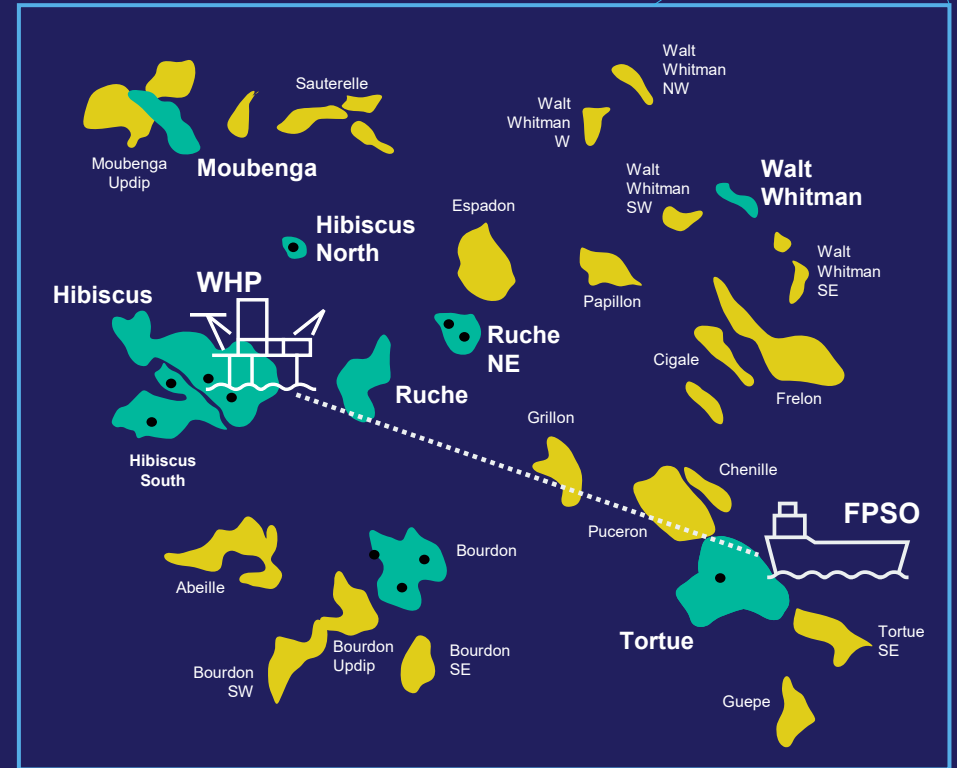 Walt
Whitman
NW
Sauterelle
Walt
Whitman
W
Moubenga
Updip
Moubenga
Walt
Whitman
SW
Walt
Whitman
Espadon
Hibiscus
North
Walt
Whitman
SE
WHP
Hibiscus
Papillon
Ruche
NE
Cigale
Ruche
Frelon
Grillon
Hibiscus
South
Chenille
FPSO
Puceron
Bourdon
Abeille
Tortue
Tortue
SE
Bourdon
Updip
Bourdon
SE
Bourdon
SW
Guepe